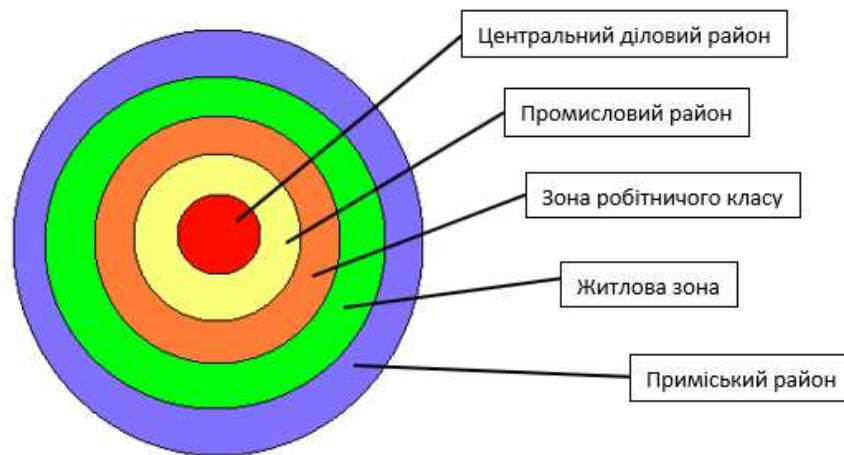 Центральний діловий район
Промисловий район
Зона робітничого класу
Житлова зона
Приміський район